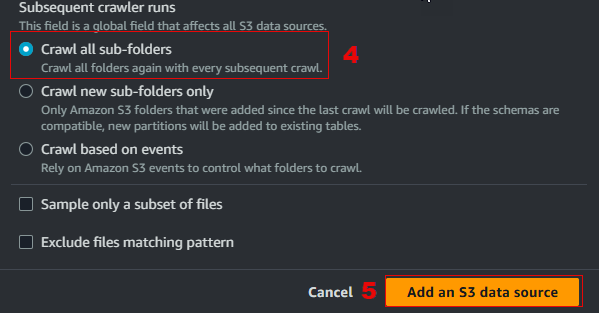 Subsequent crawler runs
This field is a global field that affects all S3 data sources.
Crawl all sub-folders
Crawl all folders again with every subsequent crawl.
4
Crawl new sub-folders only
Only Amazon S3 folders that were added since the last crawl will be crawled. If the schemas are
compatible, new partitions will be added to existing tables.
Crawl based on events
Rely on Amazon S3 events to control what folders to crawl.
Sample only a subset of files
Exclude files matching pattern
Cancel 5 Add an S3 data source